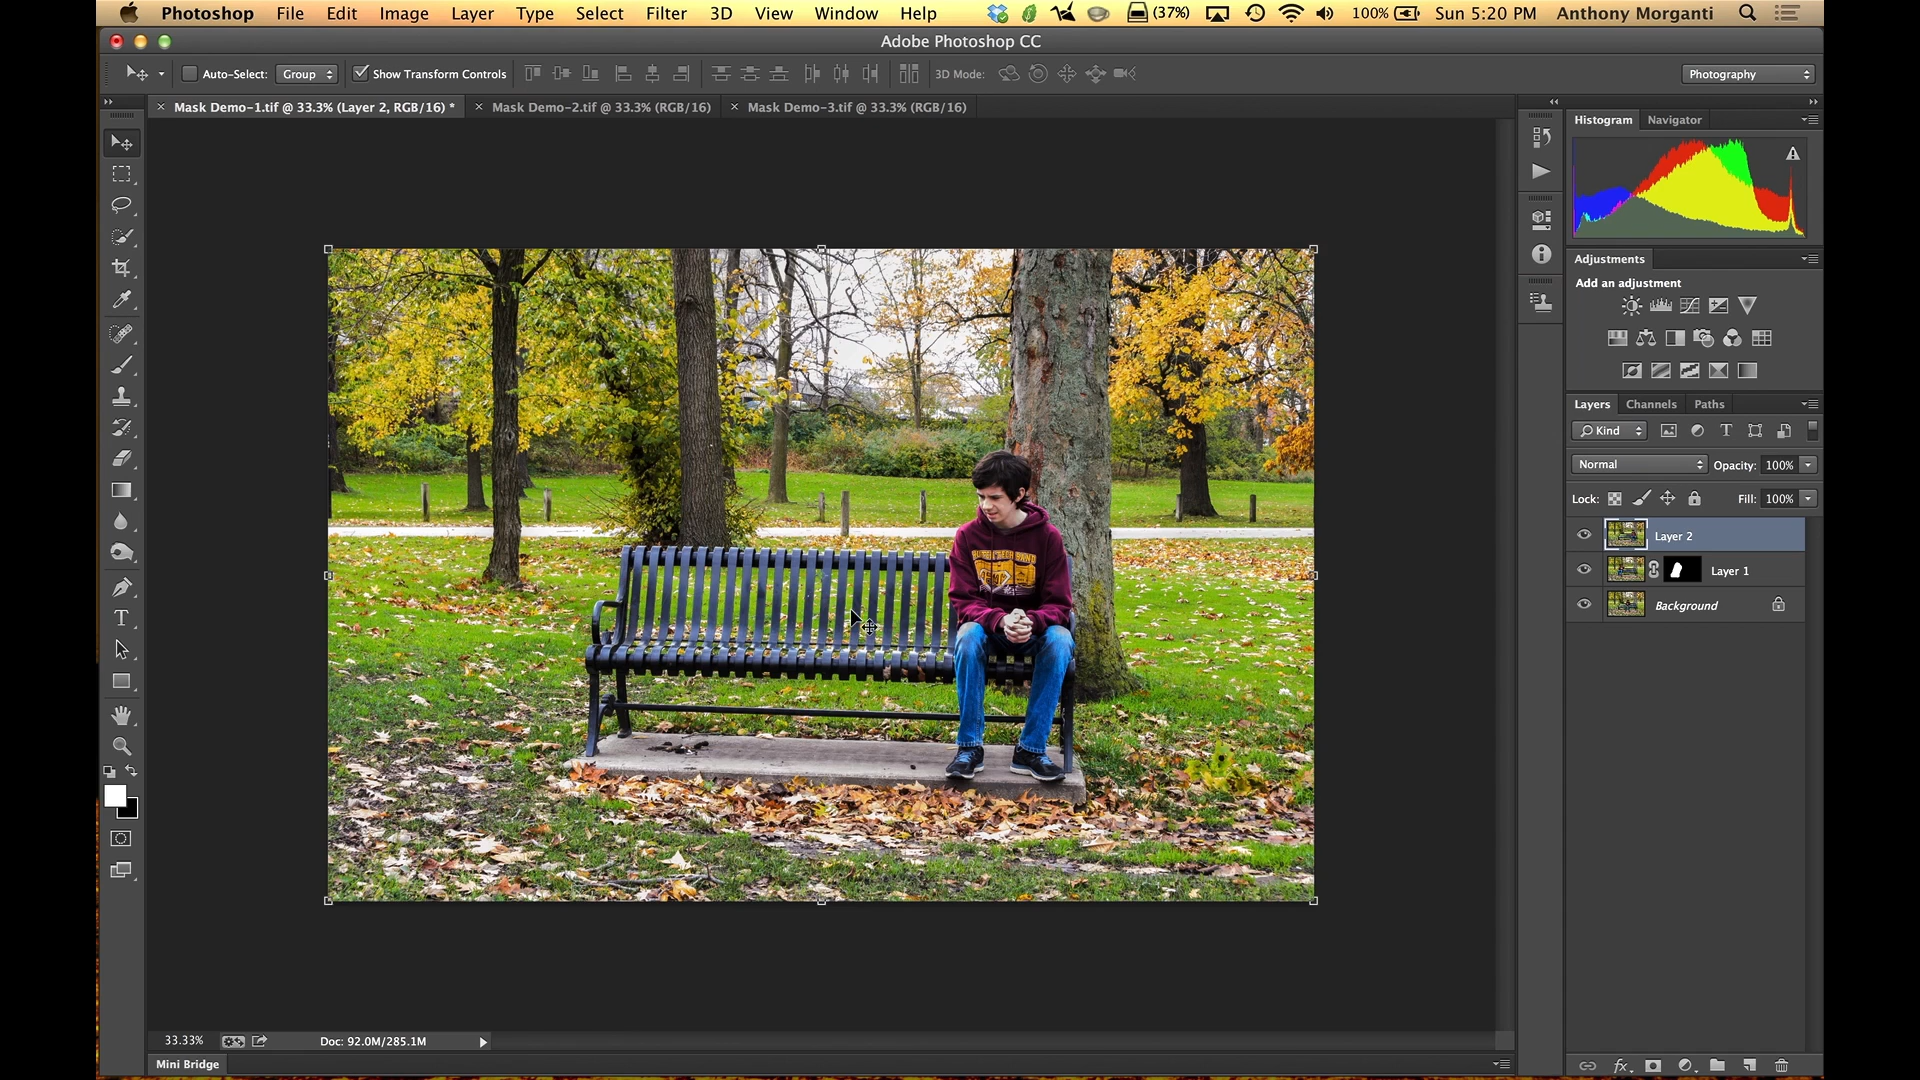 Photoshop File Edit Image Layer Type Select Filter 3D View Window Help (37%) 100% Sun 5:20 PM Anthony Morganti
Adobe Photoshop CC
Auto-Select: Group Show Transform Controls 3D Mode: Photography
Mask Demo-1.tif @ 33.3% (Layer 2, RGB/16) * Mask Demo-2.tif @ 33.3% (RGB/16) Mask Demo-3.tif @ 33.3% (RGB/16)
Histogram Navigator
Adjustments
Add an adjustment
Layers Channels Paths
Kind
Normal Opacity: 100%
Lock: Fill: 100%
Layer 2
Layer 1
Background
33.33% Doc: 92.0M/285.1M
Mini Bridge